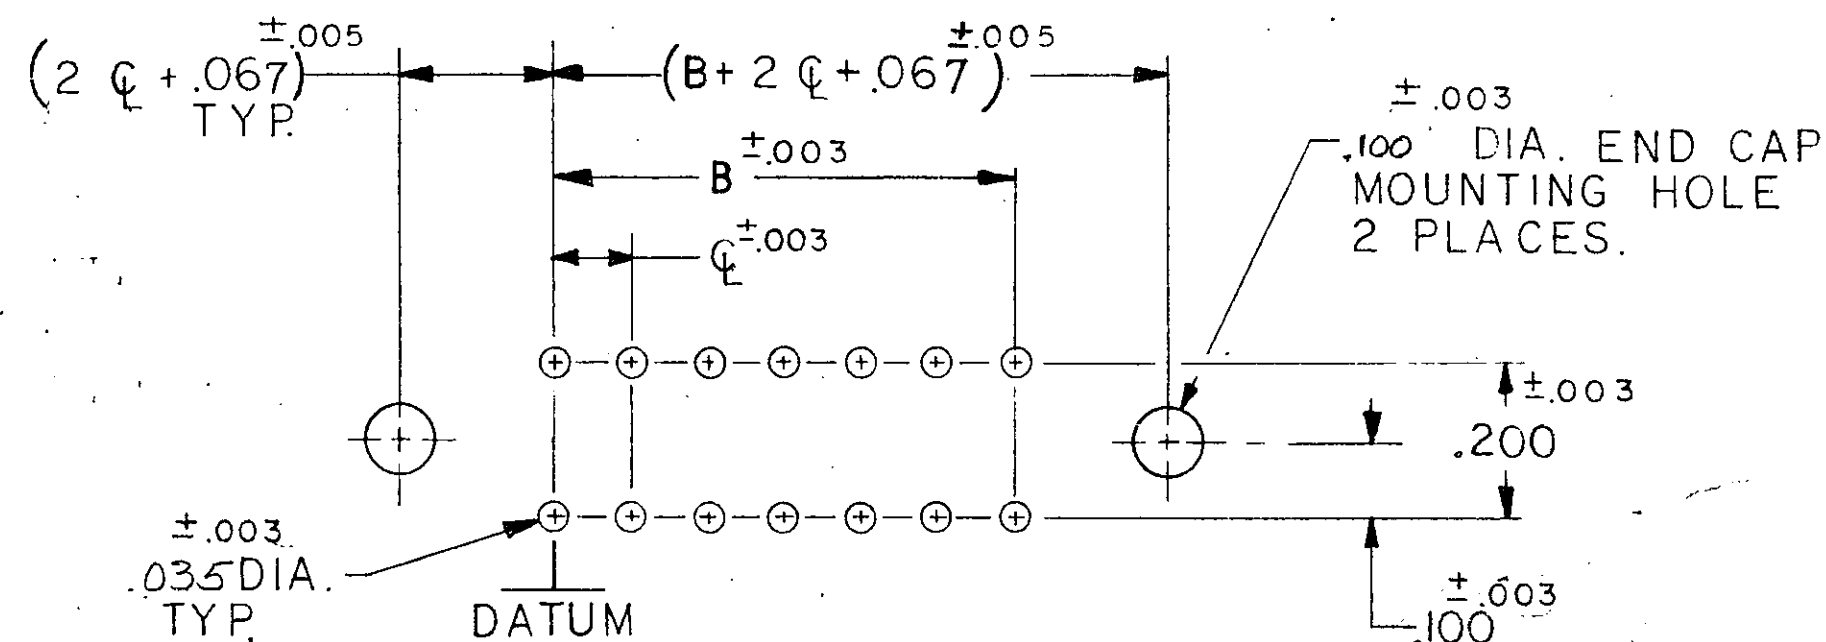 ±.005
(2 ℄ + .067)
TYP.
±.005
(B + 2 ℄ + .067)
±.003
B
±.003
℄
±.003
.100 DIA. END CAP
MOUNTING HOLE
2 PLACES.
±.003
.200
±.003
.035 DIA.
TYP.
DATUM
±.003
.100